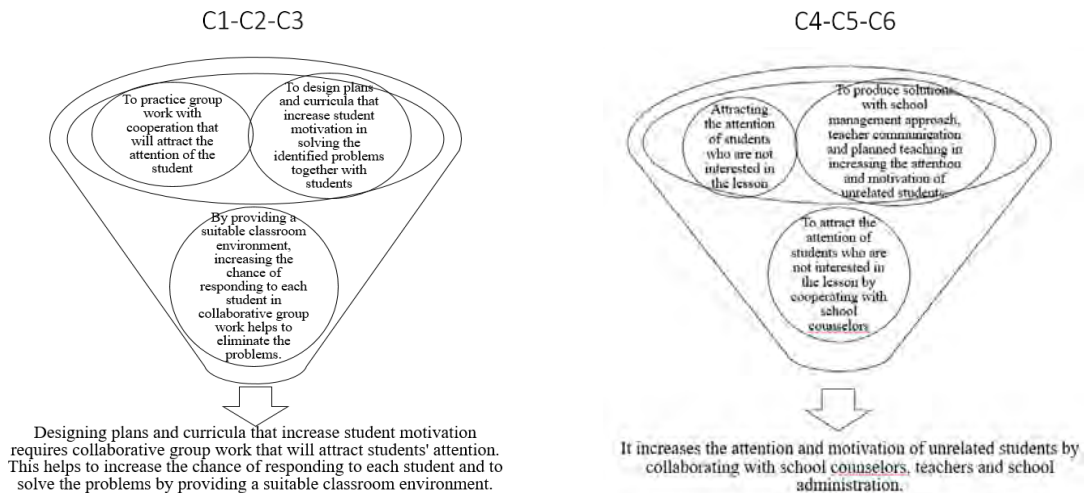 C1-C2-C3
To practice group
work with
cooperation that
will attract the
attention of the
student
To design plans
and curricula that
increase student
motivation in
solving the
identified problems
together with
students
By providing a
suitable classroom
environment,
increasing the
chance of
responding to each
student in
collaborative group
work helps to
eliminate the
problems.
Designing plans and curricula that increase student motivation
requires collaborative group work that will attract students' attention.
This helps to increase the chance of responding to each student and to
solve the problems by providing a suitable classroom environment.
C4-C5-C6
Attracting
the attention
of students
who are not
interested in
the lesson
To produce solutions
with school
management approach,
teacher communication
and planned teaching in
increasing the attention
and motivation of
unrelated students.
To attract the
attention of
students who are
not interested in
the lesson by
cooperating with
school
counselors
It increases the attention and motivation of unrelated students by
collaborating with school counselors, teachers and school
administration.